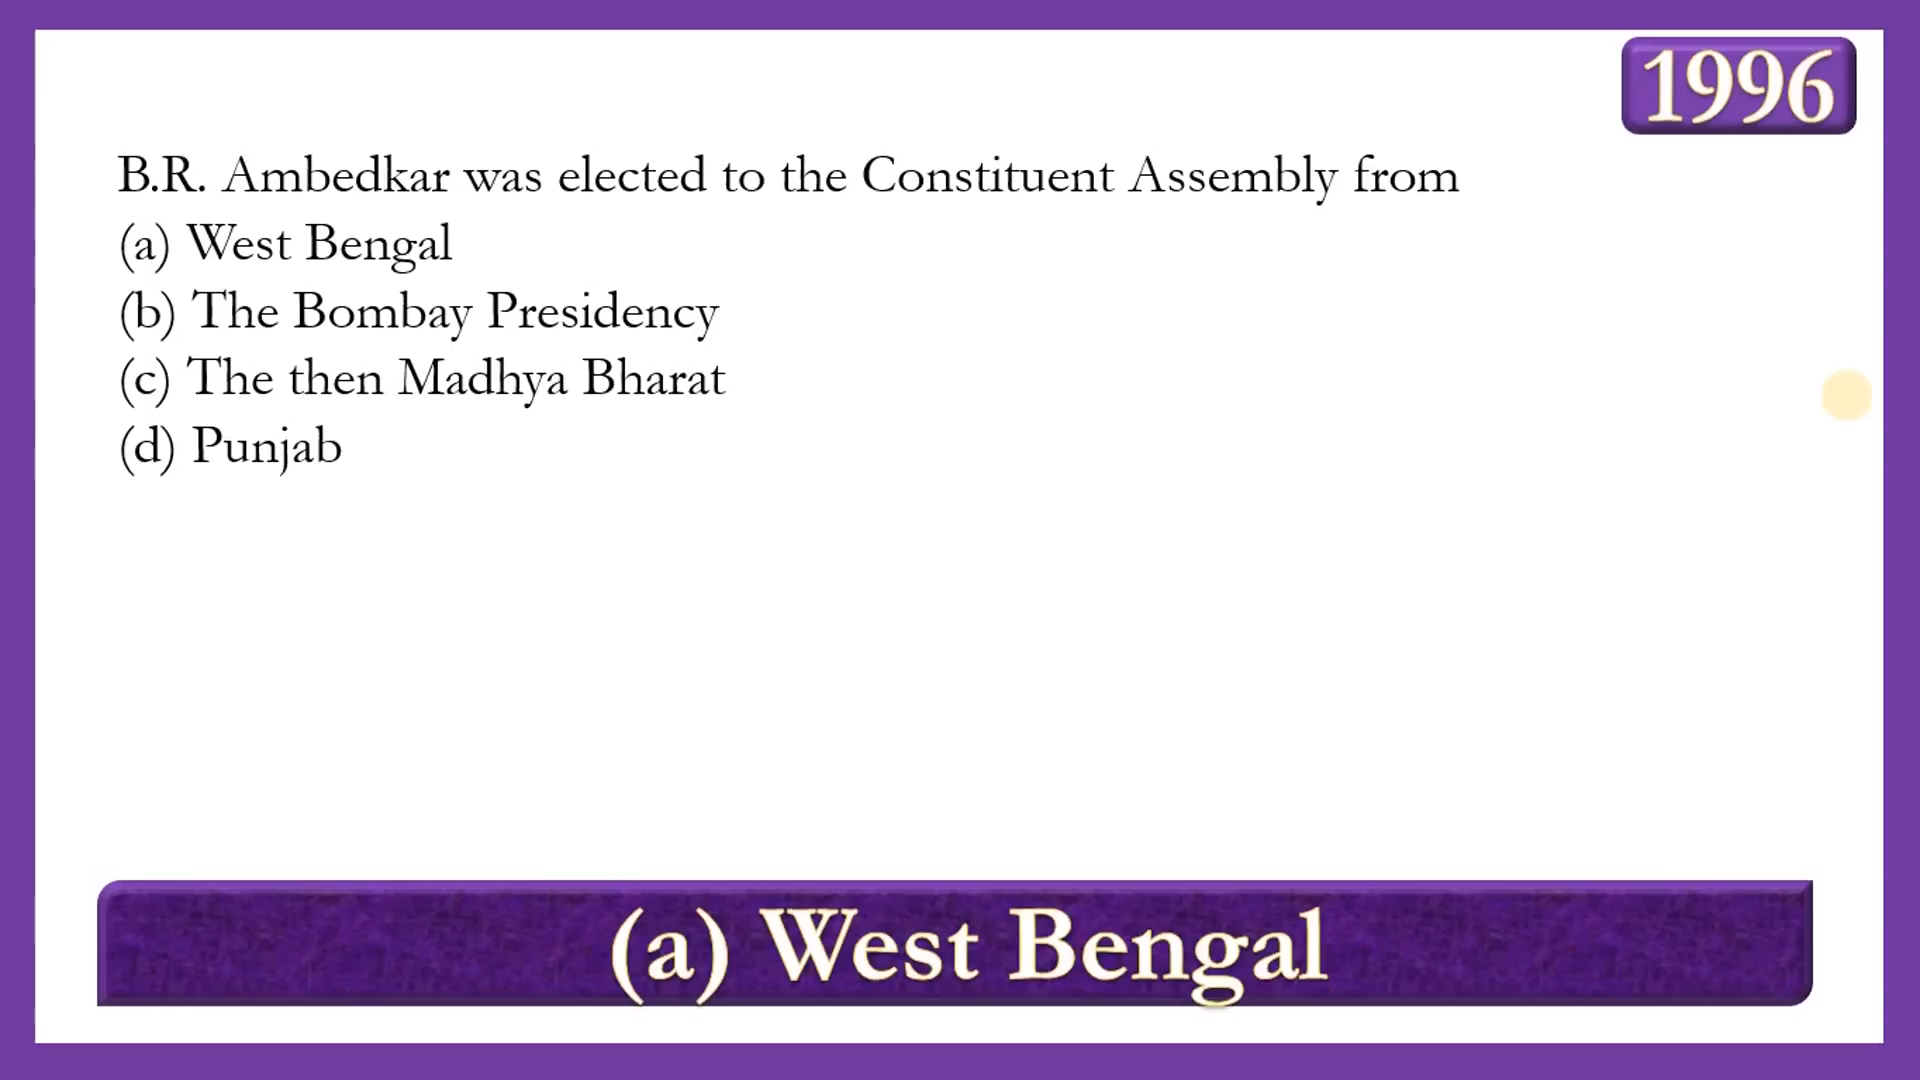 1996
B.R. Ambedkar was elected to the Constituent Assembly from
(a) West Bengal
(b) The Bombay Presidency
(c) The then Madhya Bharat
(d) Punjab
(a) West Bengal